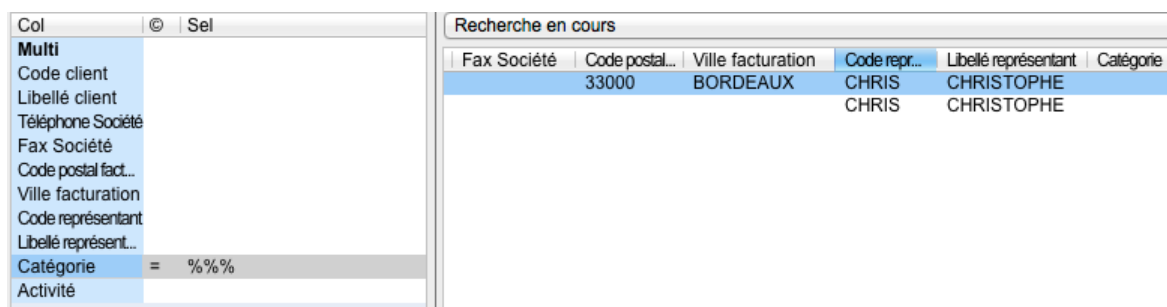 Col © Sel
Multi
Code client
Libellé client
Téléphone Société
Fax Société
Code postal fact...
Ville facturation
Code représentant
Libellé représent...
Catégorie = %%%
Activité
Recherche en cours
Fax Société Code postal... Ville facturation Code repr... Libellé représentant Catégorie
33000 BORDEAUX CHRIS CHRISTOPHE
CHRIS CHRISTOPHE